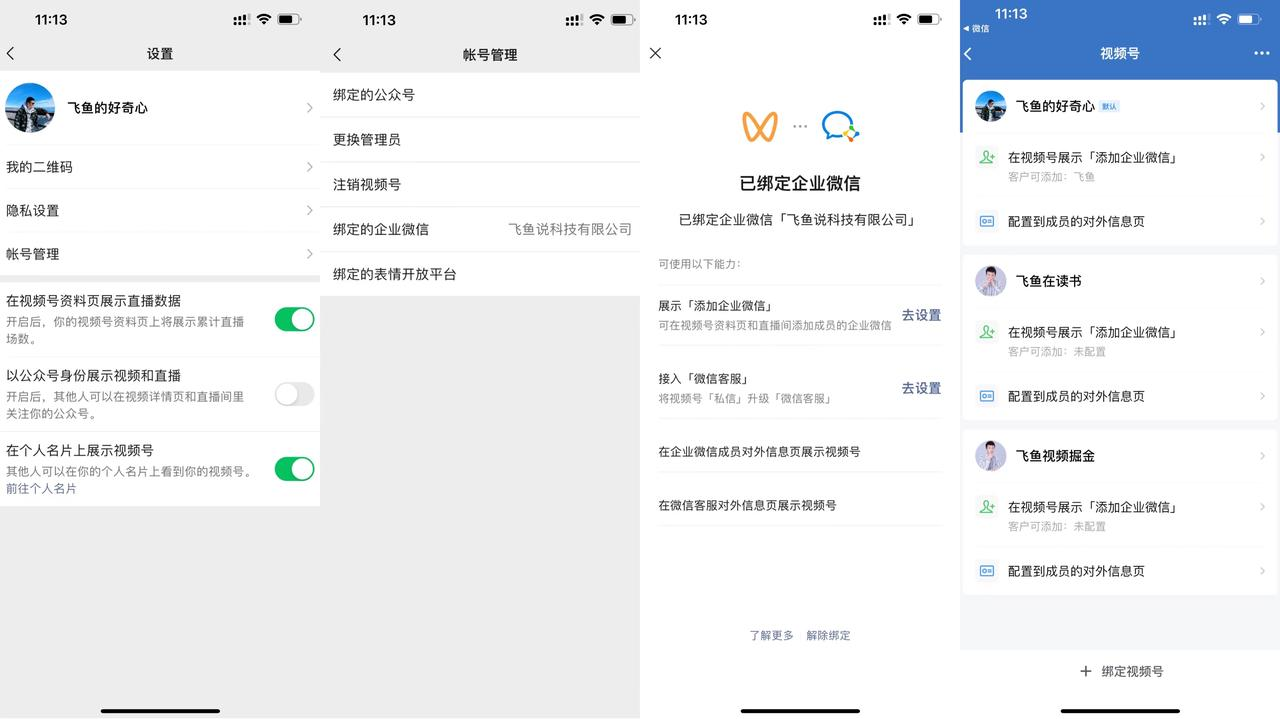 11:13
设置
飞鱼的好奇心
我的二维码
隐私设置
帐号管理
在视频号资料页展示直播数据
开启后，你的视频号资料页上将展示累计直播
场数。
以公众号身份展示视频和直播
开启后，其他人可以在视频详情页和直播间里
关注你的公众号。
在个人名片上展示视频号
其他人可以在你的个人名片上看到你的视频号。
前往个人名片
11:13
帐号管理
绑定的公众号
更换管理员
注销视频号
绑定的企业微信 飞鱼说科技有限公司
绑定的表情开放平台
11:13
已绑定企业微信
已绑定企业微信「飞鱼说科技有限公司」
可使用以下能力：
展示「添加企业微信」
可在视频号资料页和直播间添加成员的企业微信
去设置
接入「微信客服」
将视频号「私信」升级「微信客服」
去设置
在企业微信成员对外信息页展示视频号
在微信客服对外信息页展示视频号
了解更多 解除绑定
11:13
微信
视频号
飞鱼的好奇心 默认
在视频号展示「添加企业微信」
客户可添加：飞鱼
配置到成员的对外信息页
飞鱼在读书
在视频号展示「添加企业微信」
客户可添加：未配置
配置到成员的对外信息页
飞鱼视频掘金
在视频号展示「添加企业微信」
客户可添加：未配置
配置到成员的对外信息页
绑定视频号